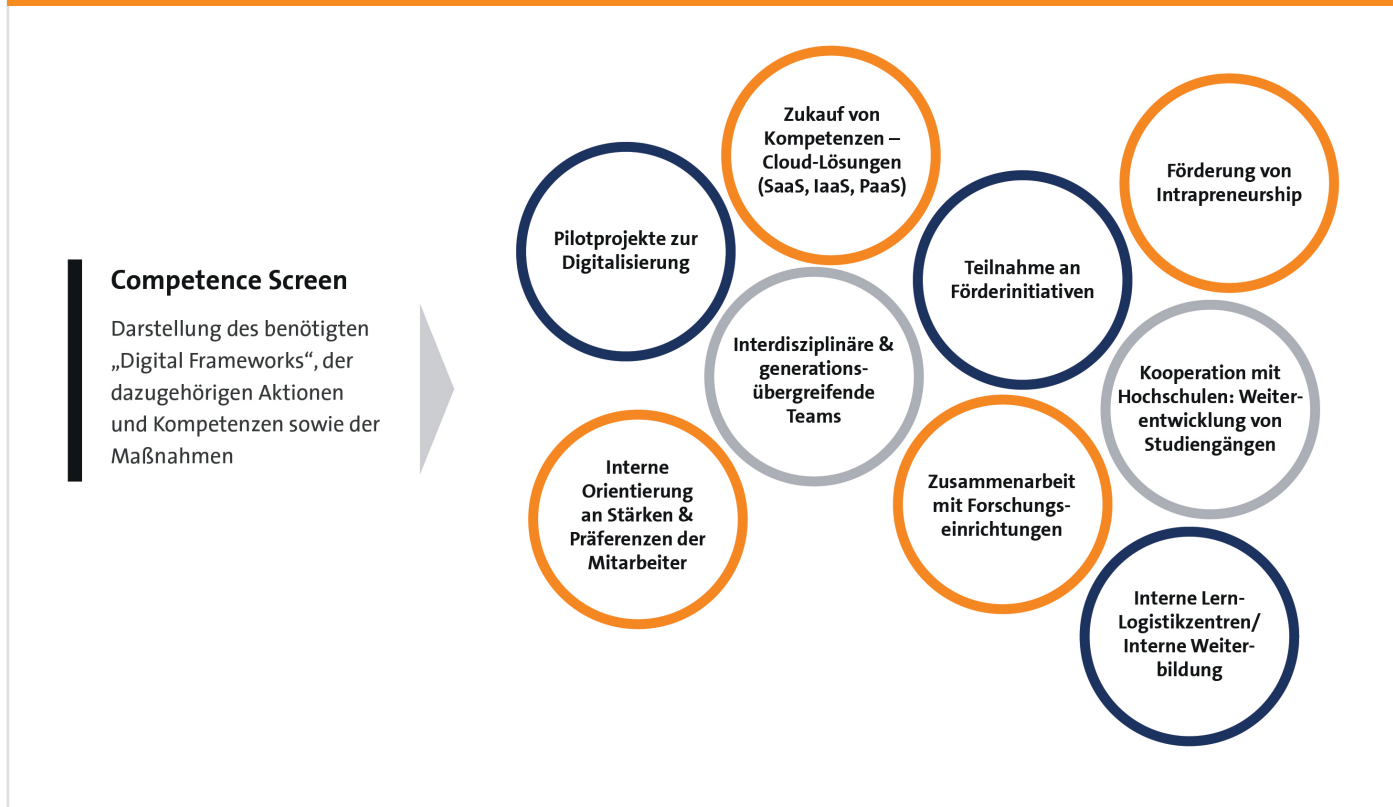 Competence Screen
Darstellung des benötigten
„Digital Frameworks“, der
dazugehörigen Aktionen
und Kompetenzen sowie der
Maßnahmen
Pilotprojekte zur
Digitalisierung
Zukauf von
Kompetenzen –
Cloud-Lösungen
(SaaS, IaaS, PaaS)
Teilnahme an
Förderinitiativen
Förderung von
Intrapreneurship
Interdisziplinäre &
generations-
übergreifende
Teams
Kooperation mit
Hochschulen: Weiter-
entwicklung von
Studiengängen
Interne
Orientierung
an Stärken &
Präferenzen der
Mitarbeiter
Zusammenarbeit
mit Forschungs-
einrichtungen
Interne Lern-
Logistikzentren/
Interne Weiter-
bildung